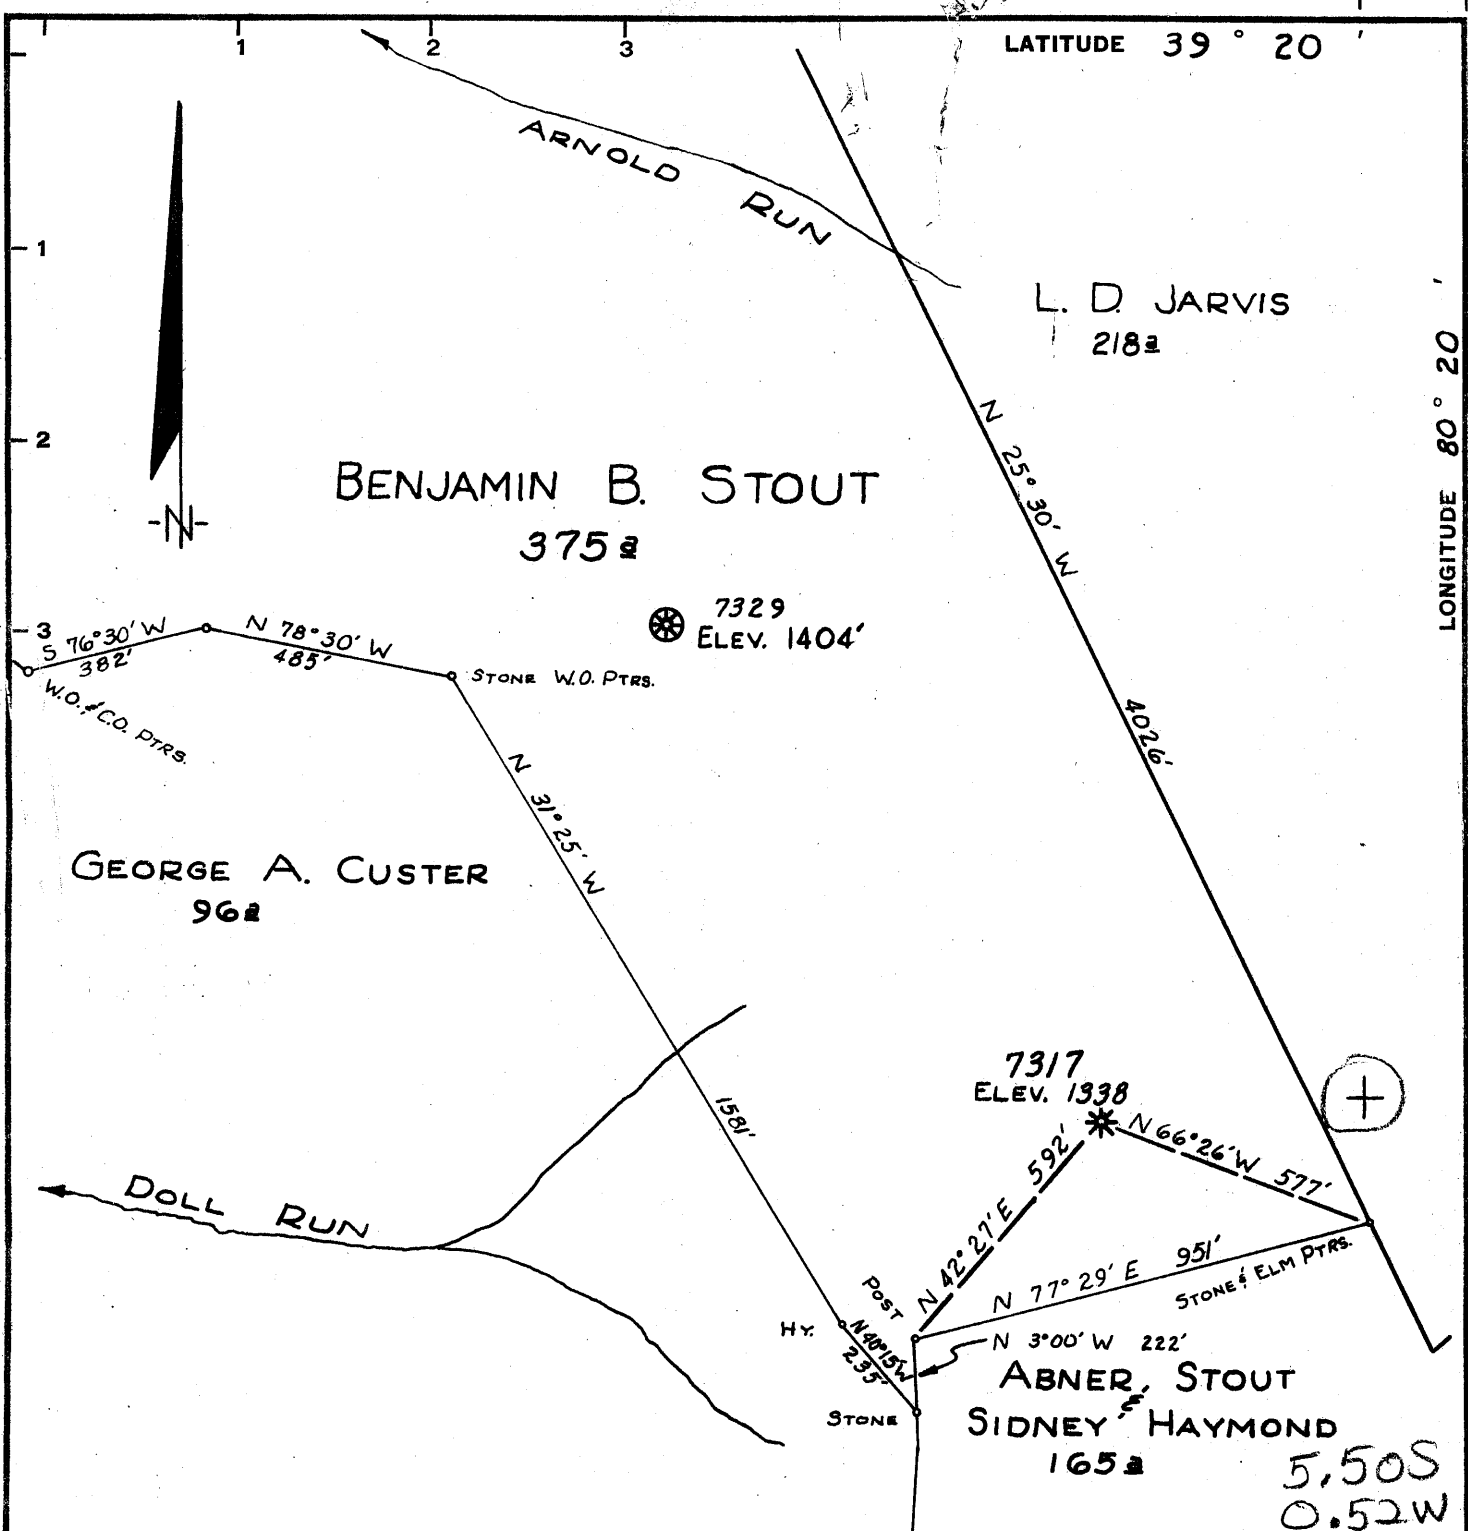 1 2 3
LATITUDE 39° 20'
ARNOLD RUN
1
L. D. JARVIS
218a
LONGITUDE 80° 20'
N 25° 30' W
4026'
2
BENJAMIN B. STOUT
375a
-N-
7329
ELEV. 1404'
3
S 76°30' W
382'
N 78°30' W
485'
STONE W.O. PTRS.
W.O. & C.O. PTRS.
N 31°25' W
1581'
GEORGE A. CUSTER
96a
7317
ELEV. 1338
+
N 66°26' W 577'
N 42°27' E 592'
DOLL RUN
POST
N 77°29' E 951'
STONE & ELM PTRS.
HY.
N 40°15' W
235'
N 3°00' W 222'
STONE
ABNER, STOUT
&
SIDNEY HAYMOND
165a
5.50S
0.52W